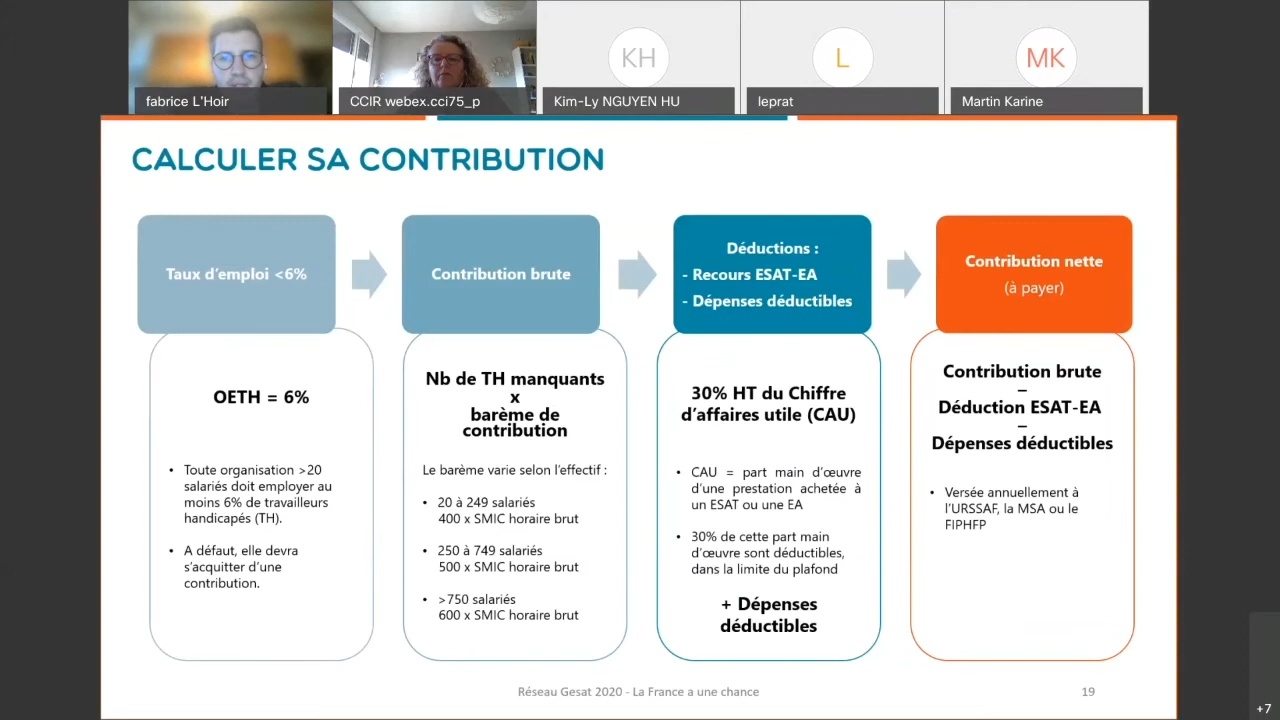 KH
L
MK
fabrice L'Hoir
CCIR webex.cci75_p
Kim-Ly NGUYEN HU
leprat
Martin Karine
CALCULER SA CONTRIBUTION
Taux d'emploi <6%
OETH = 6%
• Toute organisation >20
salariés doit employer au
moins 6% de travailleurs
handicapés (TH).
• A défaut, elle devra
s'acquitter d'une
contribution.
Contribution brute
Nb de TH manquants
x
barème de
contribution
Le barème varie selon l'effectif :
• 20 à 249 salariés
400 x SMIC horaire brut
• 250 à 749 salariés
500 x SMIC horaire brut
• >750 salariés
600 x SMIC horaire brut
Déductions :
- Recours ESAT-EA
- Dépenses déductibles
30% HT du Chiffre
d'affaires utile (CAU)
• CAU = part main d'œuvre
d'une prestation achetée à
un ESAT ou une EA
• 30% de cette part main
d'œuvre sont déductibles,
dans la limite du plafond
+ Dépenses
déductibles
Contribution nette
(à payer)
Contribution brute
–
Déduction ESAT-EA
–
Dépenses déductibles
• Versée annuellement à
l'URSSAF, la MSA ou le
FIPHFP
Réseau Gesat 2020 - La France a une chance
19
+7